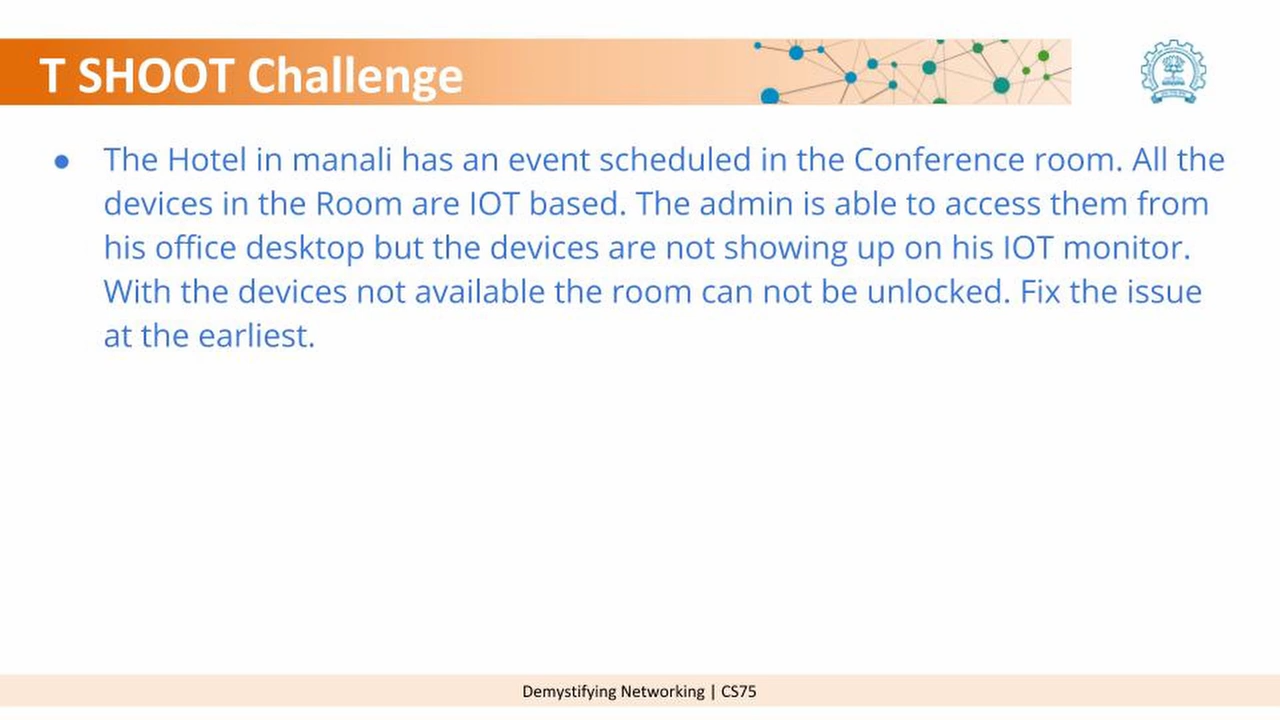 T SHOOT Challenge
● The Hotel in manali has an event scheduled in the Conference room. All the
devices in the Room are IOT based. The admin is able to access them from
his office desktop but the devices are not showing up on his IOT monitor.
With the devices not available the room can not be unlocked. Fix the issue
at the earliest.
Demystifying Networking | CS75